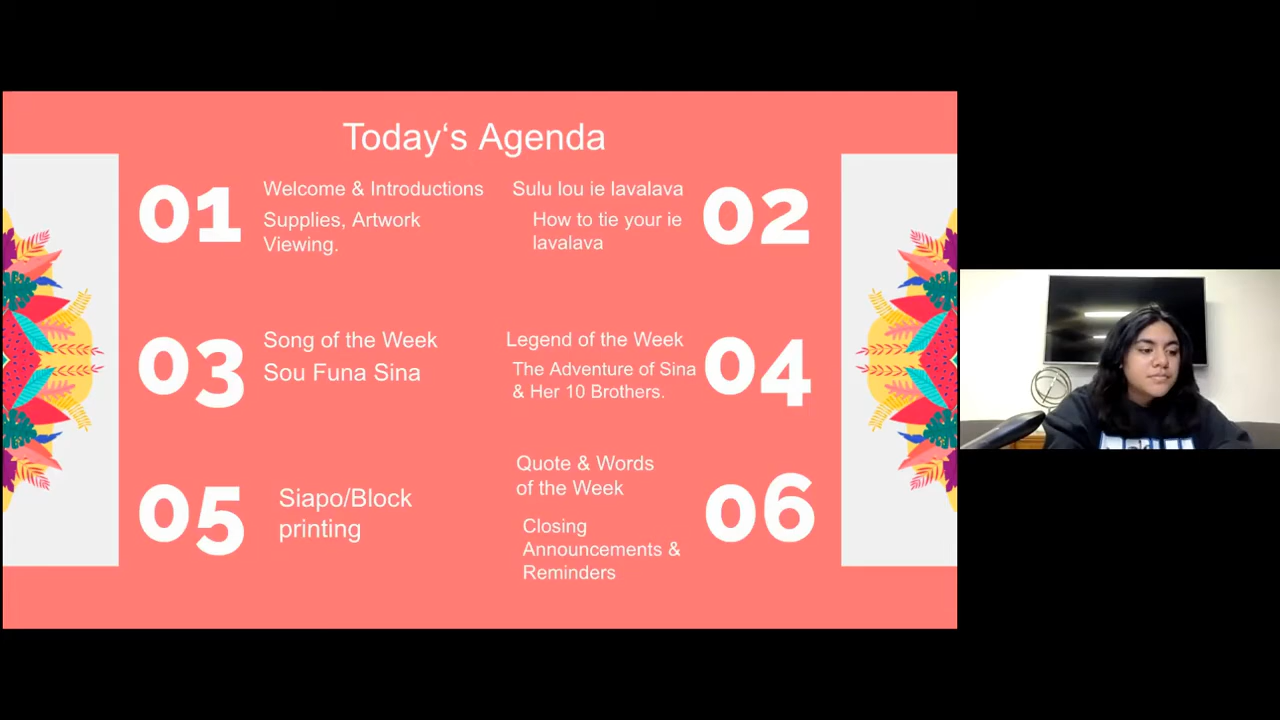 Today‘s Agenda
01
Welcome & Introductions
Supplies, Artwork
Viewing.
Sulu lou ie lavalava
How to tie your ie
lavalava
02
03
Song of the Week
Sou Funa Sina
Legend of the Week
The Adventure of Sina
& Her 10 Brothers.
04
05
Siapo/Block
printing
Quote & Words
of the Week
Closing
Announcements &
Reminders
06